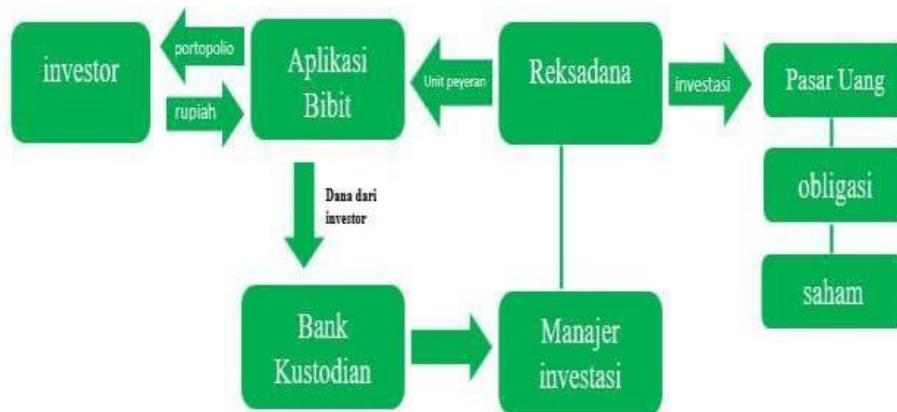 investor
portopolio
rupiah
Aplikasi
Bibit
Unit peyeran
Reksadana
investasi
Pasar Uang
obligasi
saham
Dana dari
investor
Bank
Kustodian
Manajer
investasi